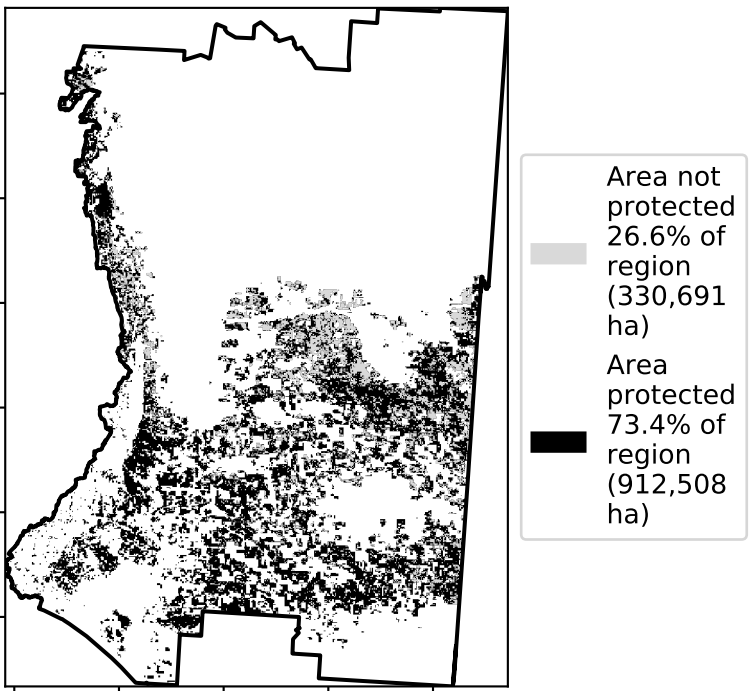 Area not
protected
26.6% of
region
(330,691
ha)
Area
protected
73.4% of
region
(912,508
ha)